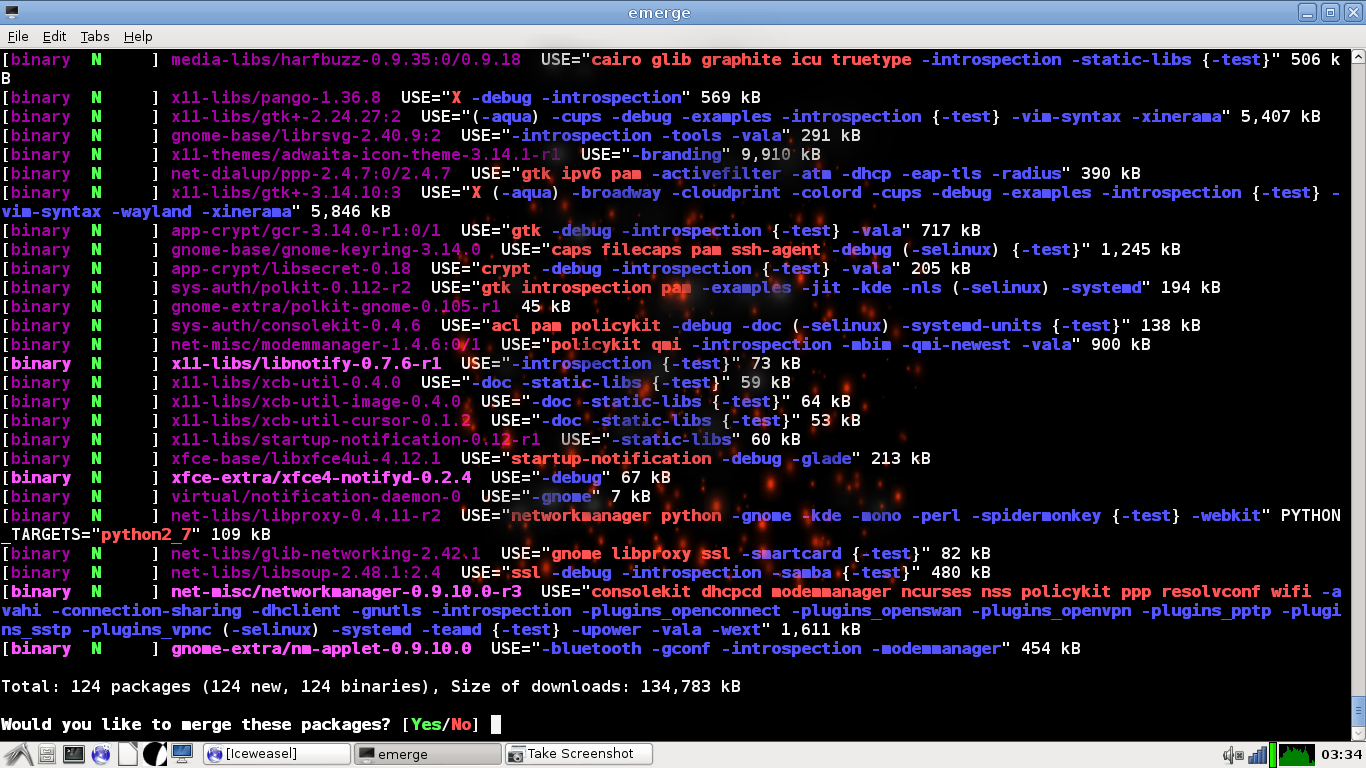 emerge
File Edit Tabs Help
[binary  N     ] media-libs/harfbuzz-0.9.35:0/0.9.18  USE="cairo glib graphite icu truetype -introspection -static-libs {-test}" 506 k
B
[binary  N     ] x11-libs/pango-1.36.8  USE="X -debug -introspection" 569 kB
[binary  N     ] x11-libs/gtk+-2.24.27:2  USE="(-aqua) -cups -debug -examples -introspection {-test} -vim-syntax -xinerama" 5,407 kB
[binary  N     ] gnome-base/librsvg-2.40.9:2  USE="-introspection -tools -vala" 291 kB
[binary  N     ] x11-themes/adwaita-icon-theme-3.14.1-r1  USE="-branding" 9,910 kB
[binary  N     ] net-dialup/ppp-2.4.7:0/2.4.7  USE="gtk ipv6 pam -activefilter -atm -dhcp -eap-tls -radius" 390 kB
[binary  N     ] x11-libs/gtk+-3.14.10:3  USE="X (-aqua) -broadway -cloudprint -colord -cups -debug -examples -introspection {-test} -
vim-syntax -wayland -xinerama" 5,846 kB
[binary  N     ] app-crypt/gcr-3.14.0-r1:0/1  USE="gtk -debug -introspection {-test} -vala" 717 kB
[binary  N     ] gnome-base/gnome-keyring-3.14.0  USE="caps filecaps pam ssh-agent -debug (-selinux) {-test}" 1,245 kB
[binary  N     ] app-crypt/libsecret-0.18  USE="crypt -debug -introspection {-test} -vala" 205 kB
[binary  N     ] sys-auth/polkit-0.112-r2  USE="gtk introspection pam -examples -jit -kde -nls (-selinux) -systemd" 194 kB
[binary  N     ] gnome-extra/polkit-gnome-0.105-r1  45 kB
[binary  N     ] sys-auth/consolekit-0.4.6  USE="acl pam policykit -debug -doc (-selinux) -systemd-units {-test}" 138 kB
[binary  N     ] net-misc/modemmanager-1.4.6:0/1  USE="policykit qmi -introspection -mbim -qmi-newest -vala" 900 kB
[binary  N     ] x11-libs/libnotify-0.7.6-r1  USE="-introspection {-test}" 73 kB
[binary  N     ] x11-libs/xcb-util-0.4.0  USE="-doc -static-libs {-test}" 59 kB
[binary  N     ] x11-libs/xcb-util-image-0.4.0  USE="-doc -static-libs {-test}" 64 kB
[binary  N     ] x11-libs/xcb-util-cursor-0.1.2  USE="-doc -static-libs {-test}" 53 kB
[binary  N     ] x11-libs/startup-notification-0.12-r1  USE="-static-libs" 60 kB
[binary  N     ] xfce-base/libxfce4ui-4.12.1  USE="startup-notification -debug -glade" 213 kB
[binary  N     ] xfce-extra/xfce4-notifyd-0.2.4  USE="-debug" 67 kB
[binary  N     ] virtual/notification-daemon-0  USE="-gnome" 7 kB
[binary  N     ] net-libs/libproxy-0.4.11-r2  USE="networkmanager python -gnome -kde -mono -perl -spidermonkey {-test} -webkit" PYTHON
_TARGETS="python2_7" 109 kB
[binary  N     ] net-libs/glib-networking-2.42.1  USE="gnome libproxy ssl -smartcard {-test}" 82 kB
[binary  N     ] net-libs/libsoup-2.48.1:2.4  USE="ssl -debug -introspection -samba {-test}" 480 kB
[binary  N     ] net-misc/networkmanager-0.9.10.0-r3  USE="consolekit dhcpcd modemmanager ncurses nss policykit ppp resolvconf wifi -a
vahi -connection-sharing -dhclient -gnutls -introspection -plugins_openconnect -plugins_openswan -plugins_openvpn -plugins_pptp -plugi
ns_sstp -plugins_vpnc (-selinux) -systemd -teamd {-test} -upower -vala -wext" 1,611 kB
[binary  N     ] gnome-extra/nm-applet-0.9.10.0  USE="-bluetooth -gconf -introspection -modemmanager" 454 kB
Total: 124 packages (124 new, 124 binaries), Size of downloads: 134,783 kB
Would you like to merge these packages? [Yes/No]
[Iceweasel] emerge Take Screenshot 03:34